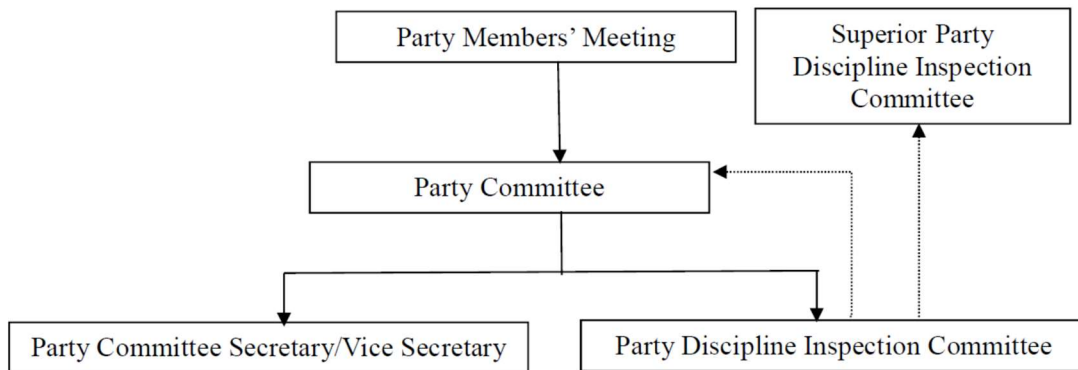 Party Members’ Meeting
Superior Party
Discipline Inspection
Committee
Party Committee
Party Committee Secretary/Vice Secretary
Party Discipline Inspection Committee